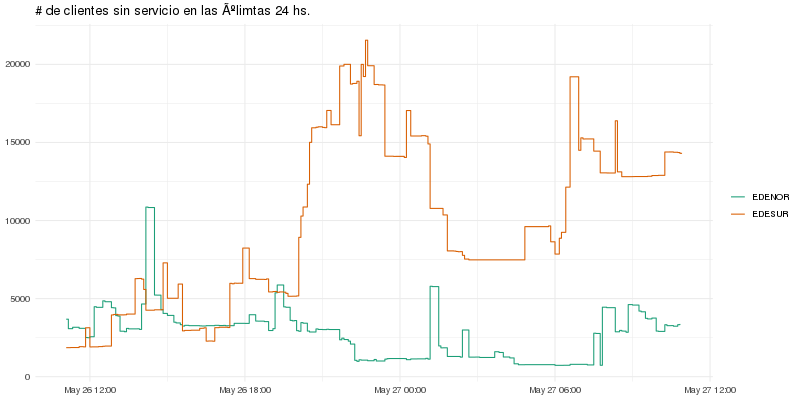 # de clientes sin servicio en las Ãºlimtas 24 hs.
20000
15000
10000
5000
0
May 26 12:00
May 26 18:00
May 27 00:00
May 27 06:00
May 27 12:00
EDENOR
EDESUR